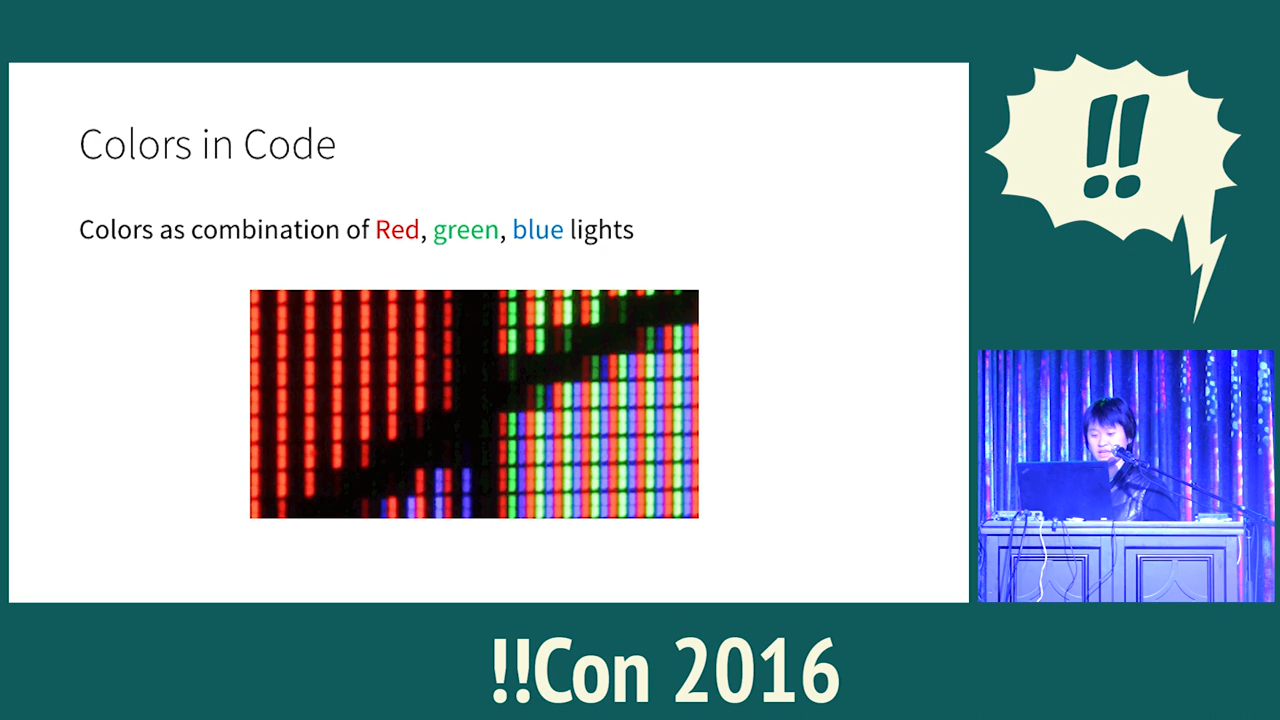 Colors in Code
Colors as combination of Red, green, blue lights
!!
!!Con 2016